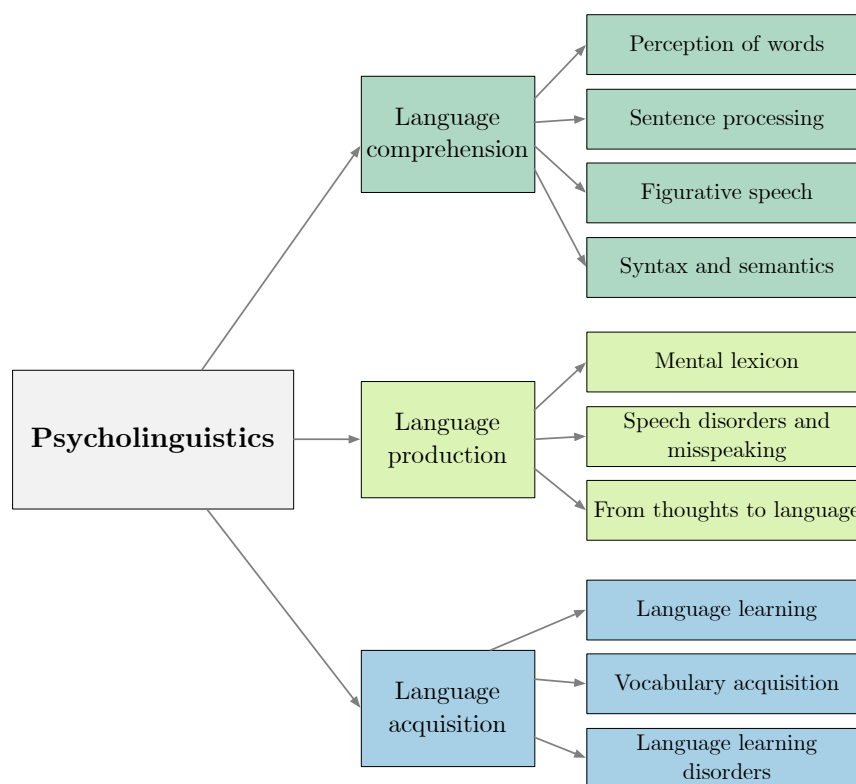 Psycholinguistics
Language
comprehension
Perception of words
Sentence processing
Figurative speech
Syntax and semantics
Language
production
Mental lexicon
Speech disorders and
misspeaking
From thoughts to language
Language
acquisition
Language learning
Vocabulary acquisition
Language learning
disorders